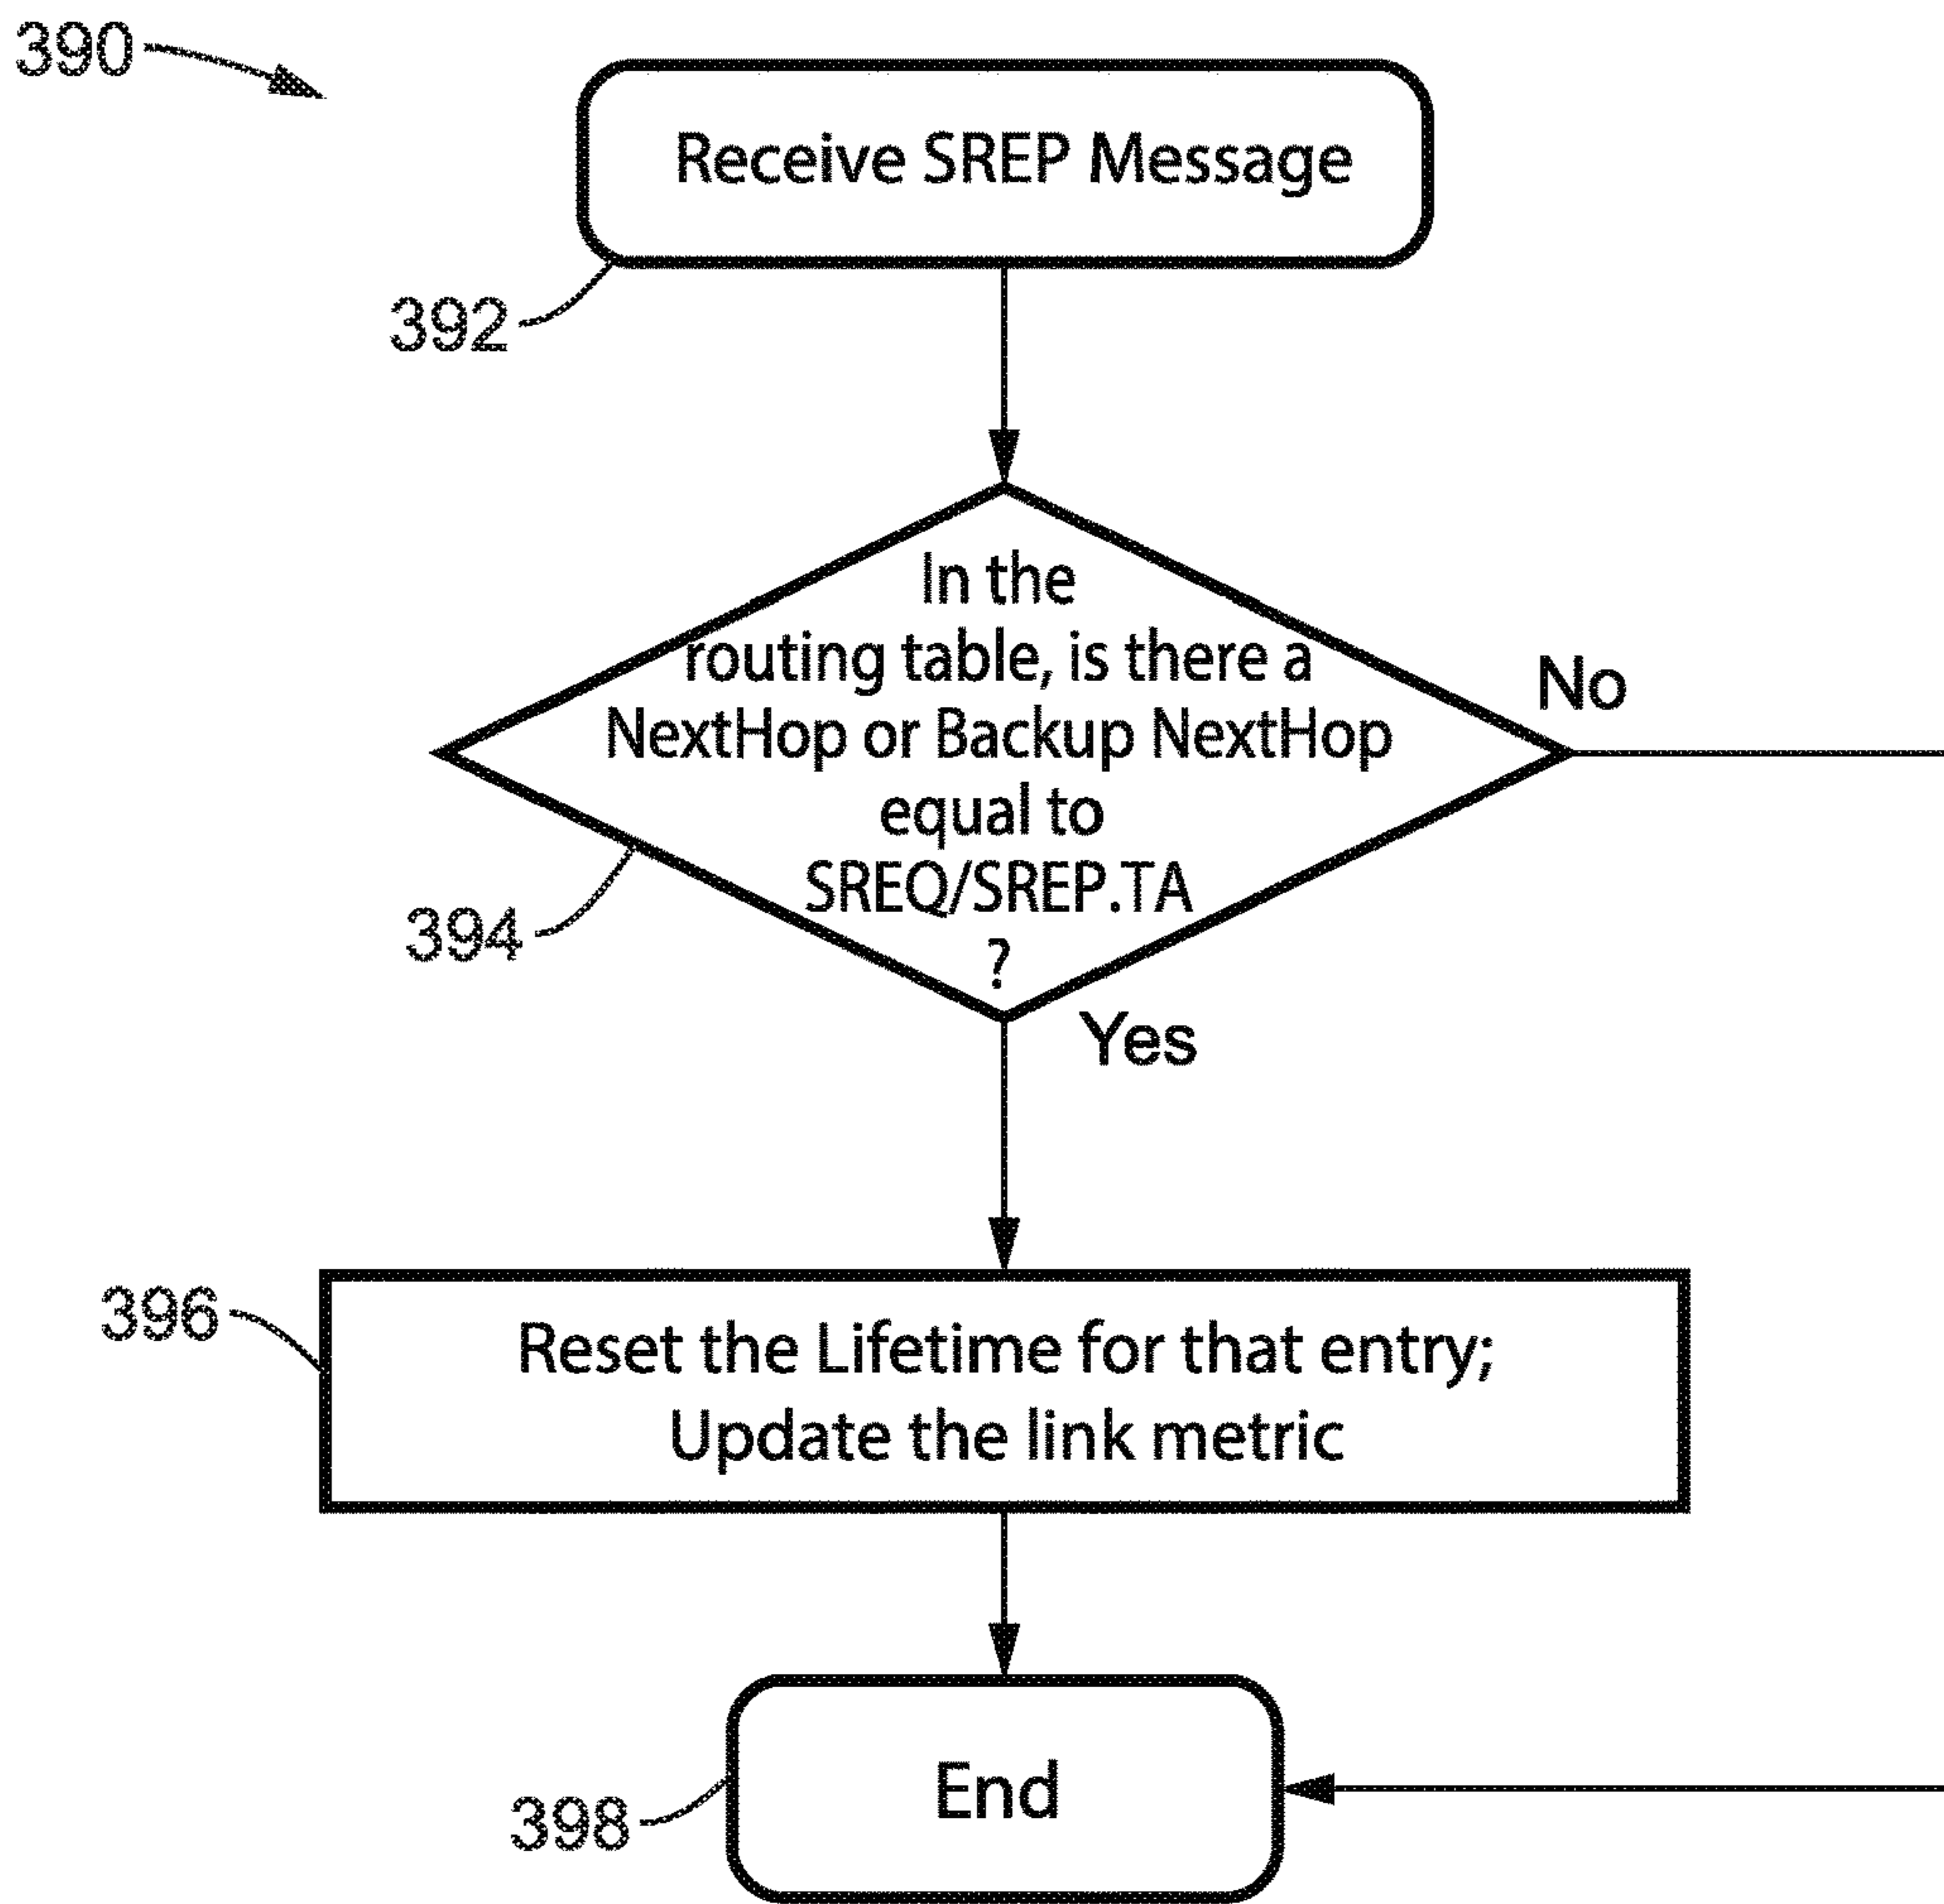 390
Receive SREP Message
392
In the
routing table, is there a
NextHop or Backup NextHop
equal to
SREQ/SREP.TA
?
No
394
Yes
396
Reset the Lifetime for that entry;
Update the link metric
End
398